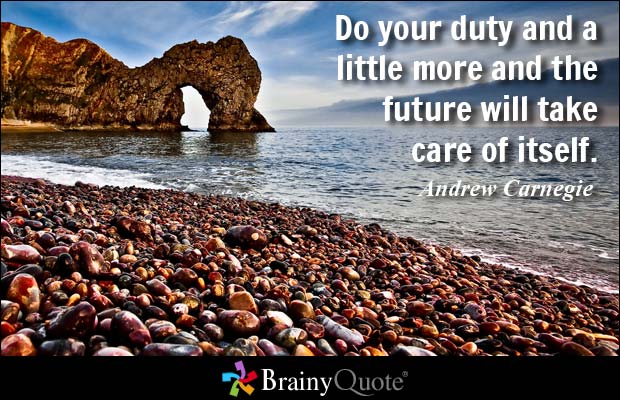 Do your duty and a
little more and the
future will take
care of itself.
Andrew Carnegie
BrainyQuote®